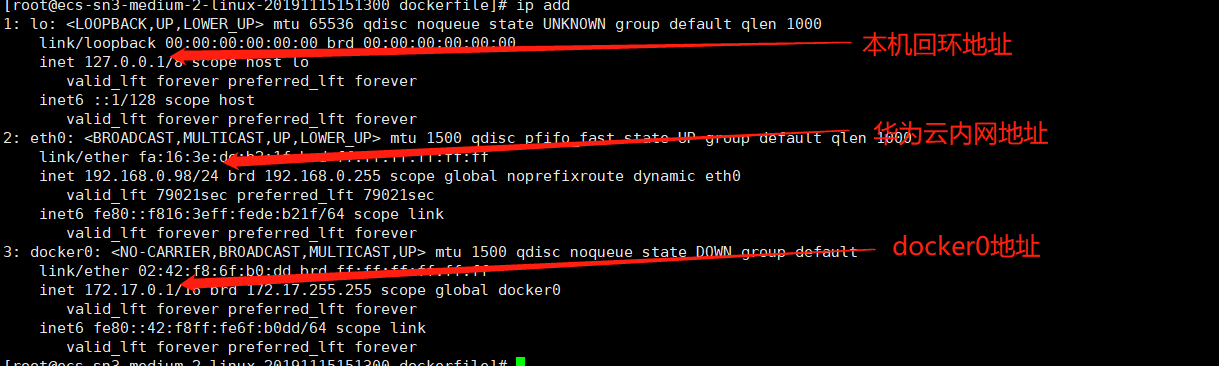 [root@ecs-sn3-medium-2-linux-20191115151300 dockerfile]# ip add
1: lo: <LOOPBACK,UP,LOWER_UP> mtu 65536 qdisc noqueue state UNKNOWN group default qlen 1000
link/loopback 00:00:00:00:00:00 brd 00:00:00:00:00:00
本机回环地址
inet 127.0.0.1/8 scope host lo
valid_lft forever preferred_lft forever
inet6 ::1/128 scope host
valid_lft forever preferred_lft forever
2: eth0: <BROADCAST,MULTICAST,UP,LOWER_UP> mtu 1500 qdisc pfifo_fast state UP group default qlen 1000
华为云内网地址
link/ether fa:16:3e: ff:ff:ff:ff:ff
inet 192.168.0.98/24 brd 192.168.0.255 scope global noprefixroute dynamic eth0
valid_lft 79021sec preferred_lft 79021sec
inet6 fe80::f816:3eff:fede:b21f/64 scope link
valid_lft forever preferred_lft forever
3: docker0: <NO-CARRIER,BROADCAST,MULTICAST,UP> mtu 1500 qdisc noqueue state DOWN group default
docker0地址
link/ether 02:42:f8:6f:b0:dd brd ff:ff:ff:ff:ff:ff
inet 172.17.0.1/16 brd 172.17.255.255 scope global docker0
valid_lft forever preferred_lft forever
inet6 fe80::42:f8ff:fe6f:b0dd/64 scope link
valid_lft forever preferred_lft forever
[root@ecs-sn3-medium-2-linux-20191115151300 dockerfile]#